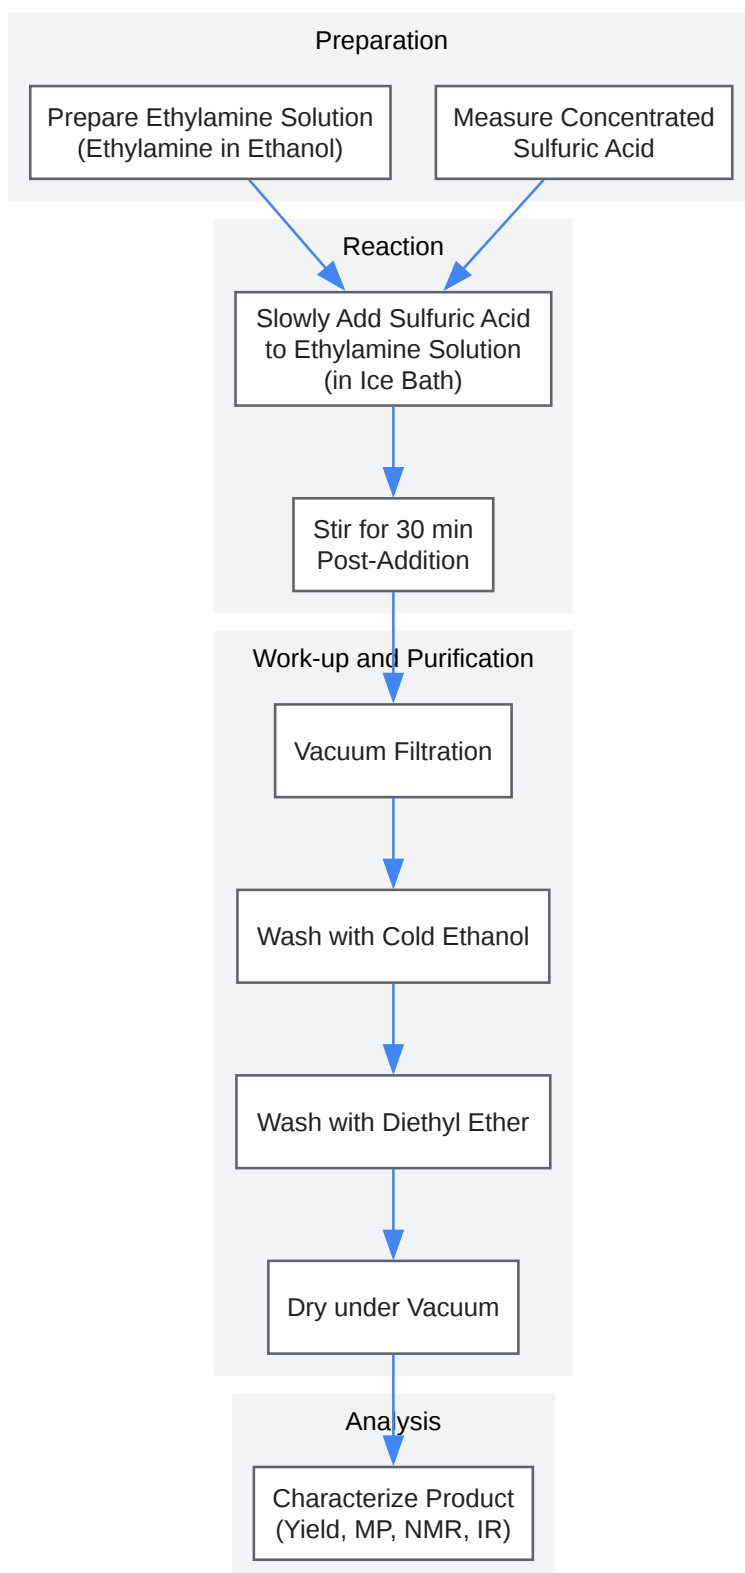 Preparation
Prepare Ethylamine Solution
(Ethylamine in Ethanol)
Measure Concentrated
Sulfuric Acid
Reaction
Slowly Add Sulfuric Acid
to Ethylamine Solution
(in Ice Bath)
Stir for 30 min
Post-Addition
Work-up and Purification
Vacuum Filtration
Wash with Cold Ethanol
Wash with Diethyl Ether
Dry under Vacuum
Analysis
Characterize Product
(Yield, MP, NMR, IR)